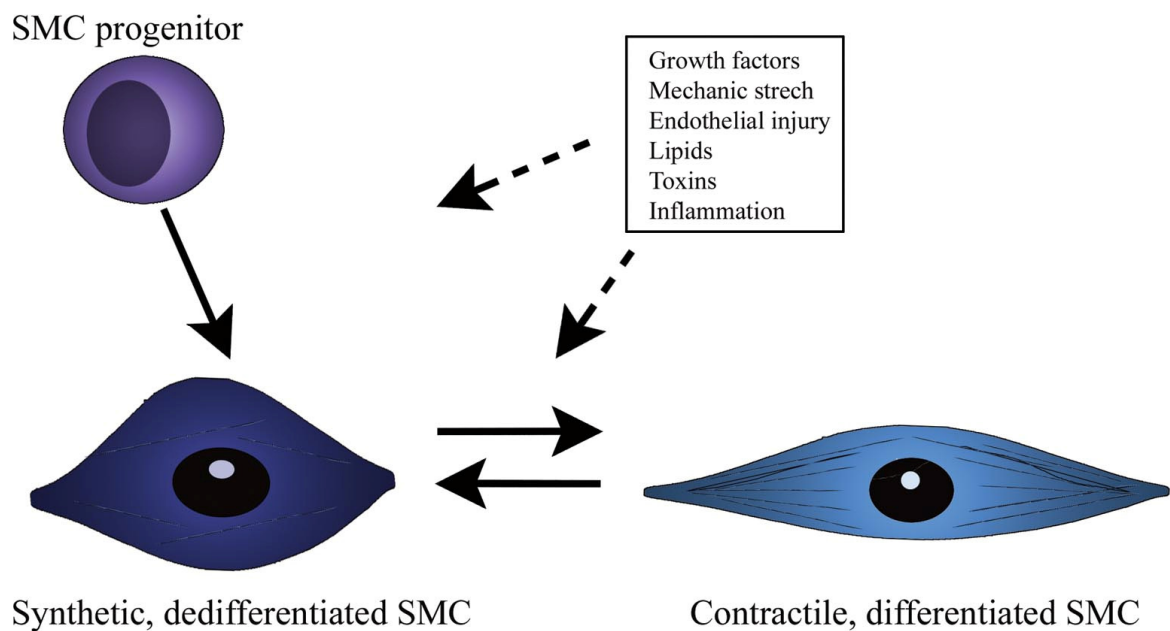 SMC progenitor
Growth factors
Mechanic strech
Endothelial injury
Lipids
Toxins
Inflammation
Synthetic, dedifferentiated SMC
Contractile, differentiated SMC